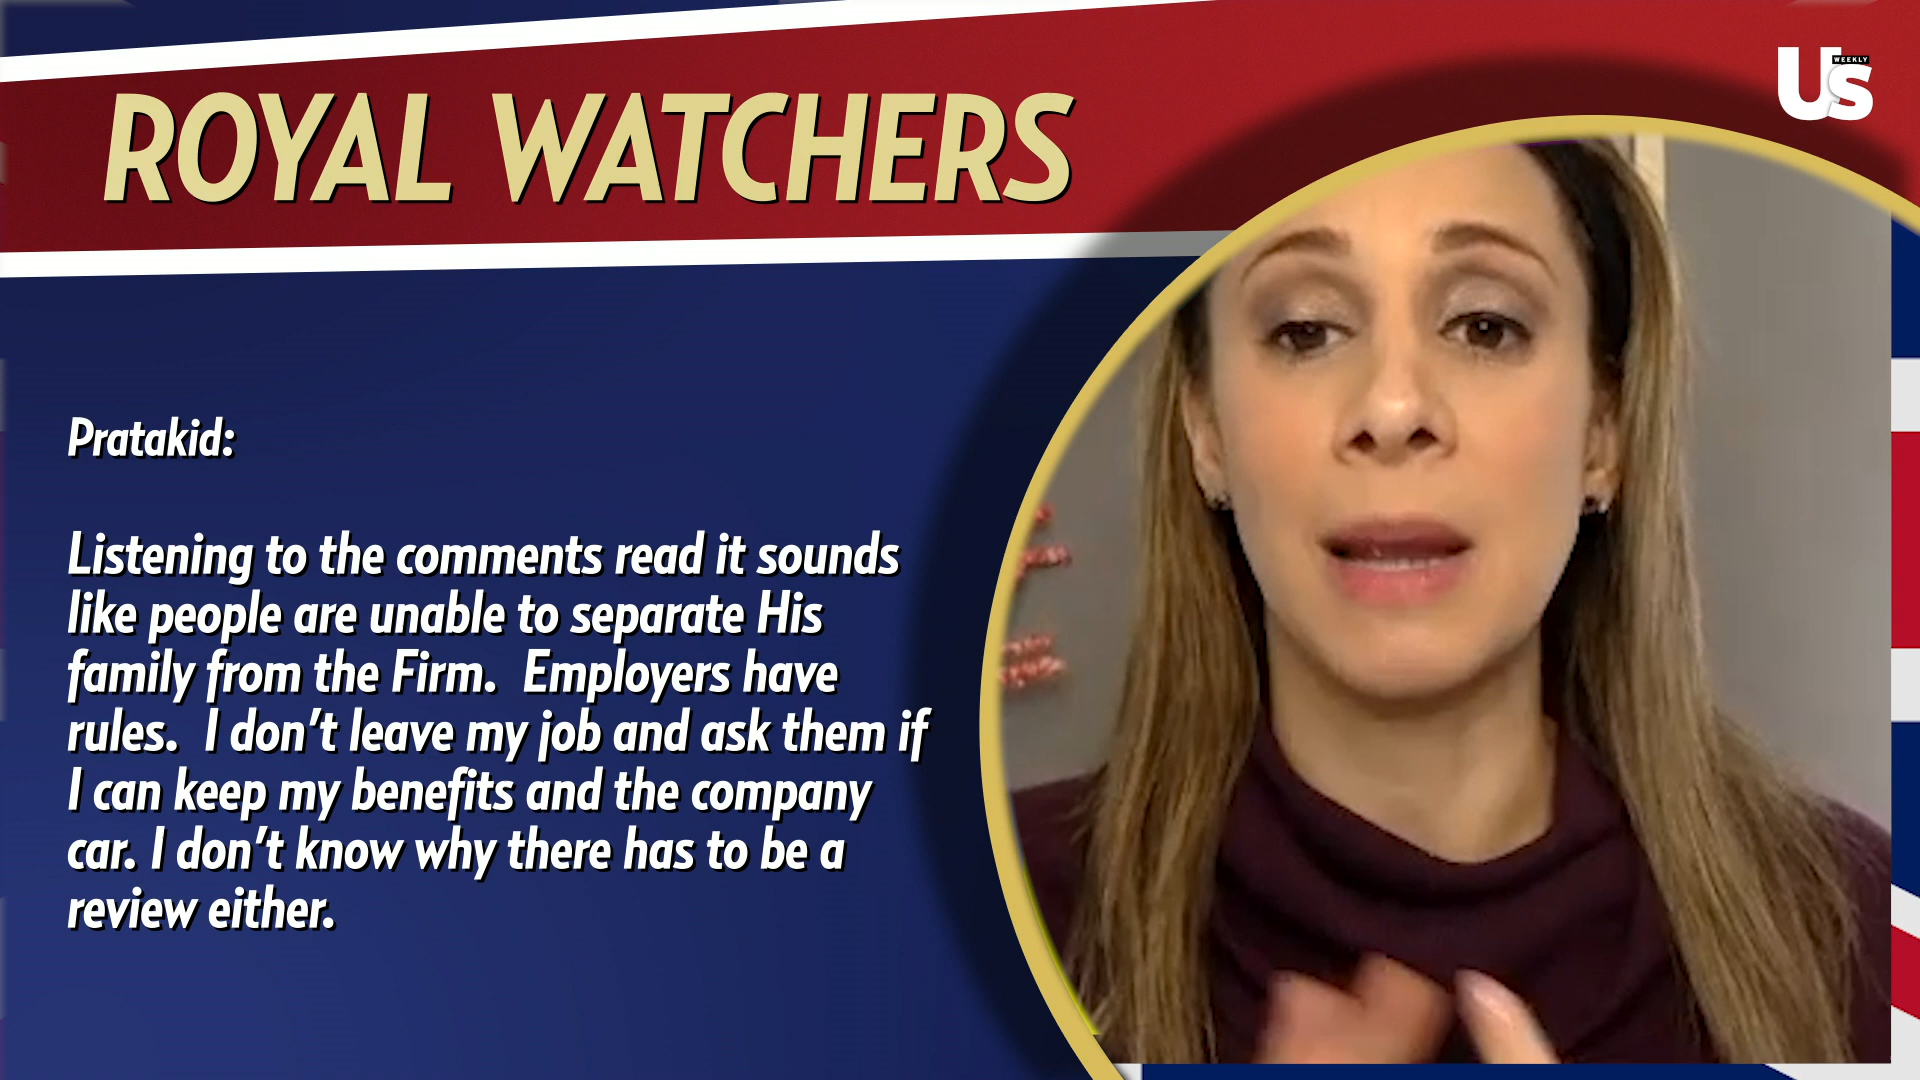 ROYAL WATCHERS
Us
WEEKLY
Pratakid:
Listening to the comments read it sounds
like people are unable to separate His
family from the Firm.  Employers have
rules.  I don’t leave my job and ask them if
I can keep my benefits and the company
car. I don’t know why there has to be a
review either.